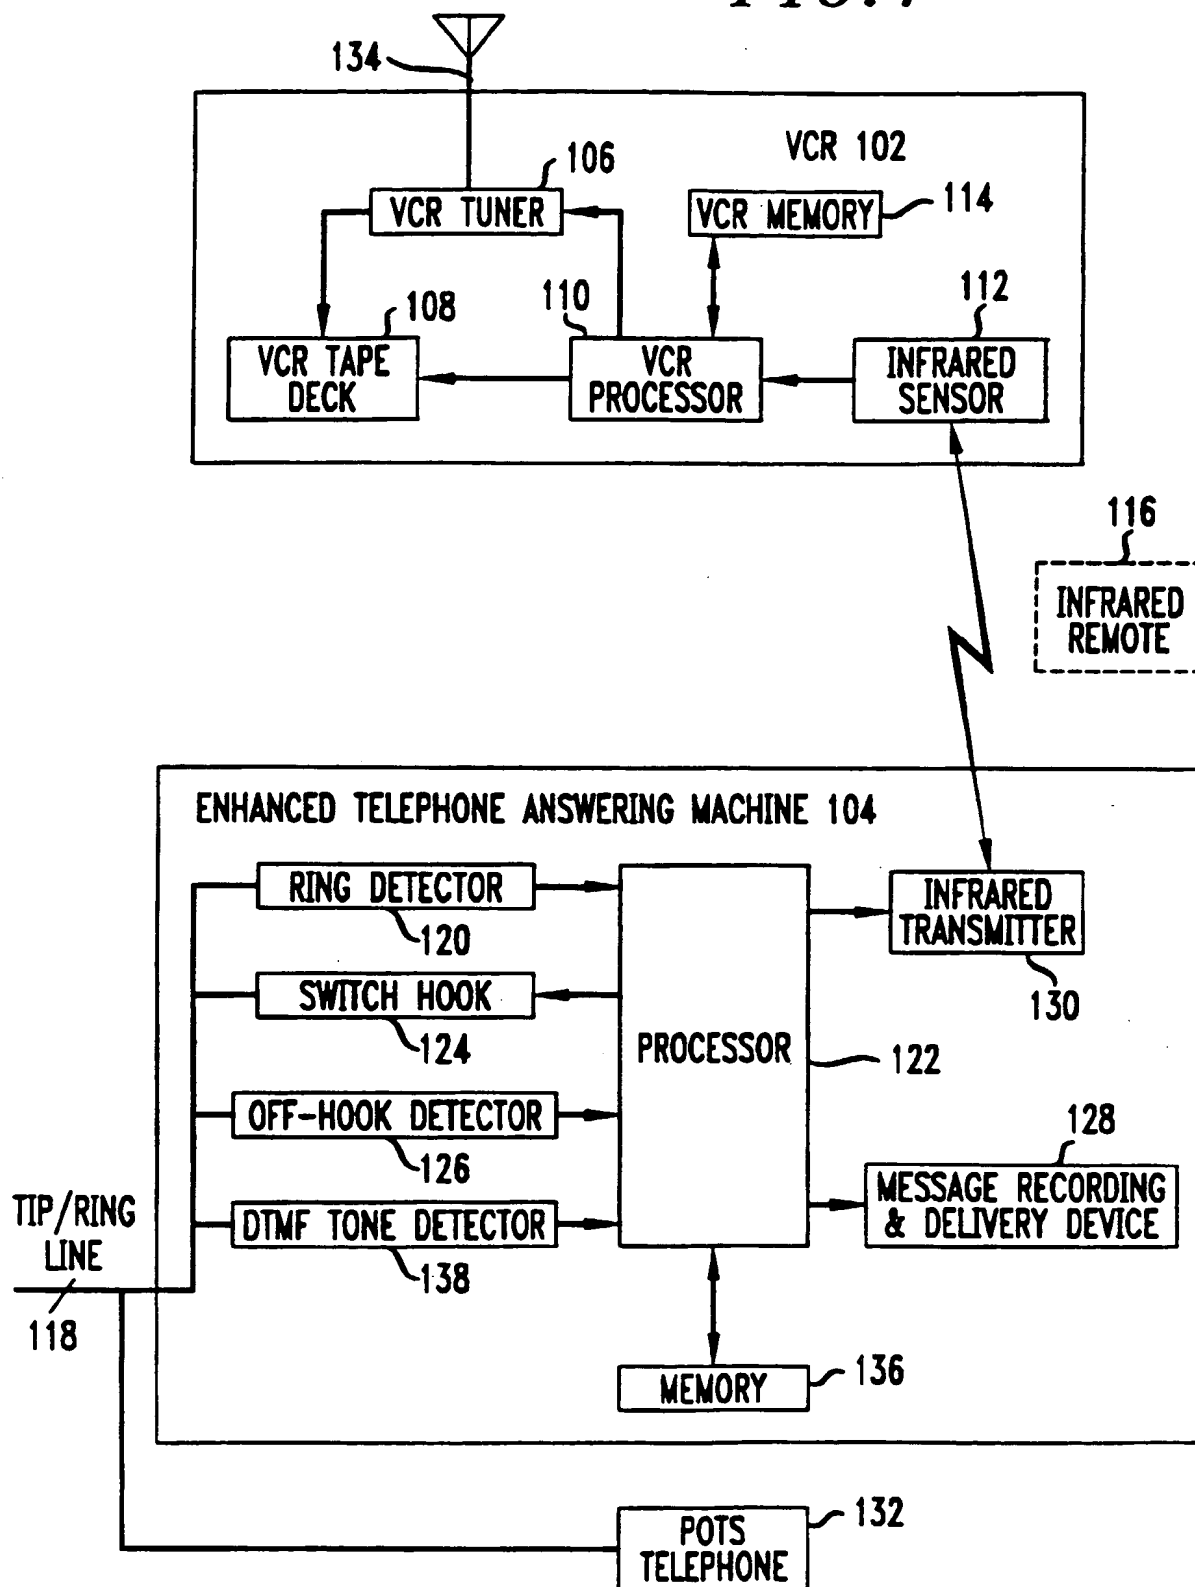 134
VCR 102
106
VCR TUNER
VCR MEMORY
114
110
112
108
VCR TAPE
DECK
VCR
PROCESSOR
INFRARED
SENSOR
116
INFRARED
REMOTE
ENHANCED TELEPHONE ANSWERING MACHINE 104
RING DETECTOR
120
INFRARED
TRANSMITTER
130
SWITCH HOOK
124
PROCESSOR
122
OFF-HOOK DETECTOR
126
128
MESSAGE RECORDING
& DELIVERY DEVICE
TIP/RING
LINE
118
DTMF TONE DETECTOR
138
MEMORY
136
POTS
TELEPHONE
132